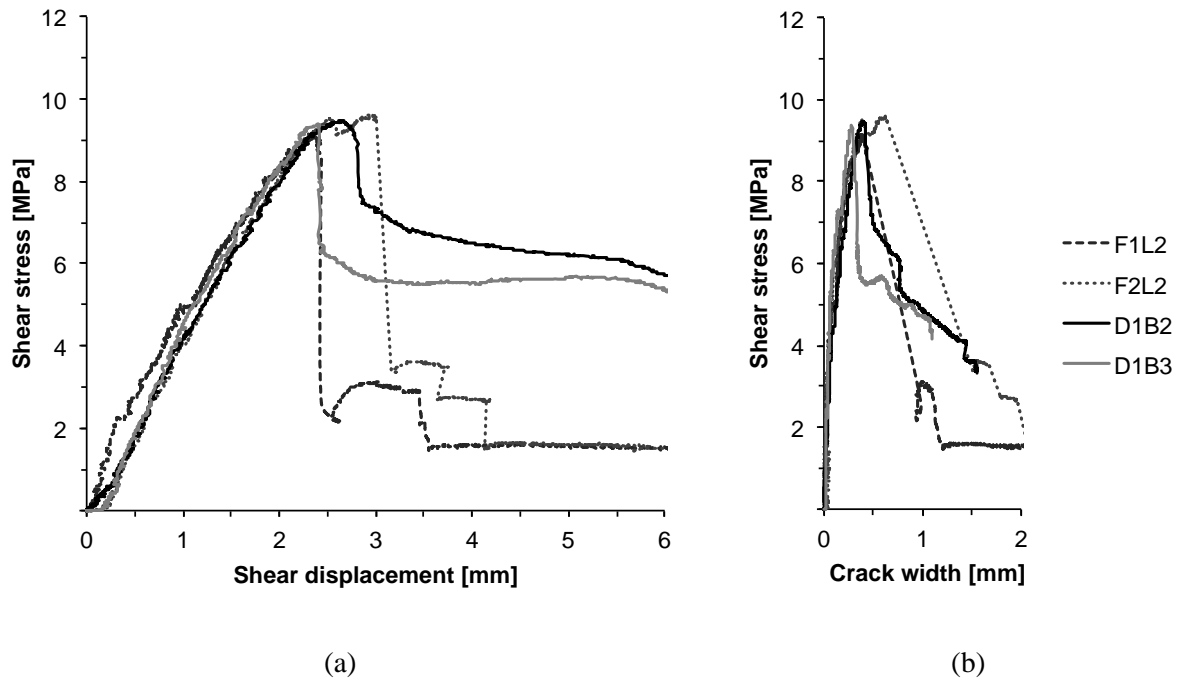 12
10
8
6
4
2
0 1 2 3 4 5 6
Shear stress [MPa]
Shear displacement [mm]
(a)
12
10
8
6
4
2
0 1 2
Shear stress [MPa]
Crack width [mm]
(b)
F1L2
F2L2
D1B2
D1B3